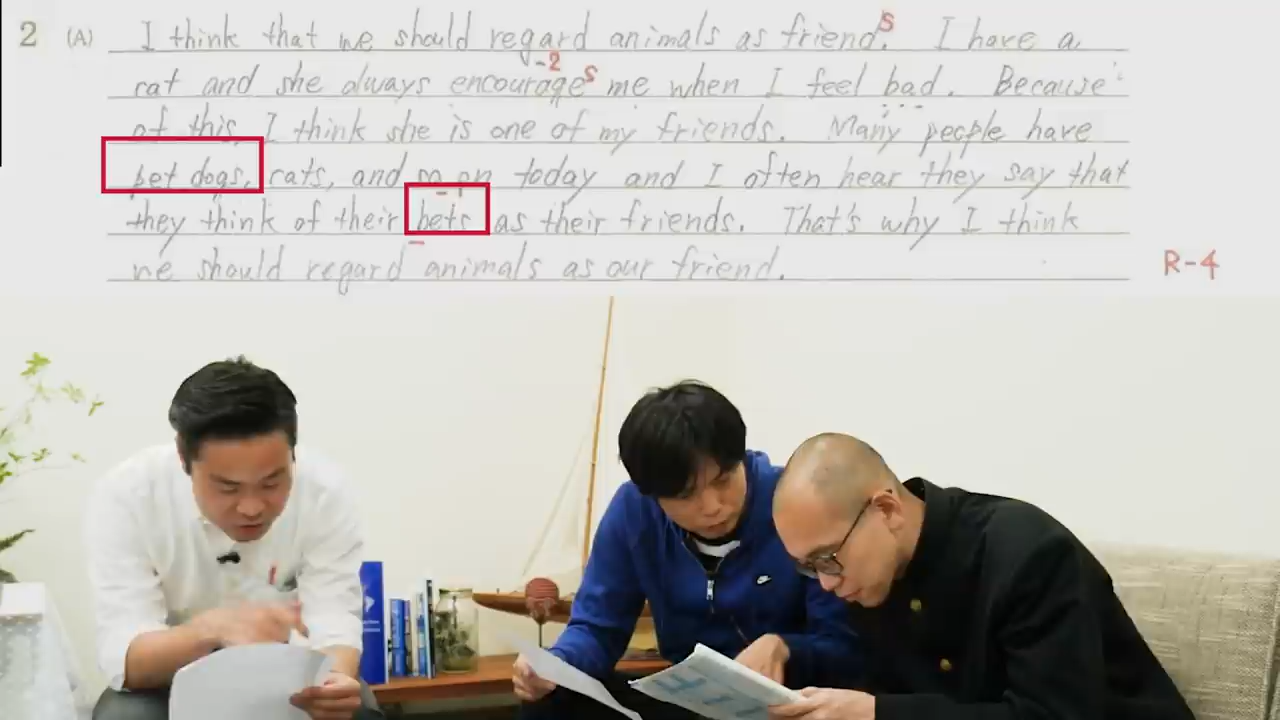 2 (A) I think that we should regard animals as friend. s I have a
-2 s
cat and she always encourage me when I feel bad. Because
of this, I think she is one of my friends. Many people have
bet dogs, cats, and so on today and I often hear they say that
they think of their bets as their friends. That's why I think
we should regard animals as our friend.
R-4